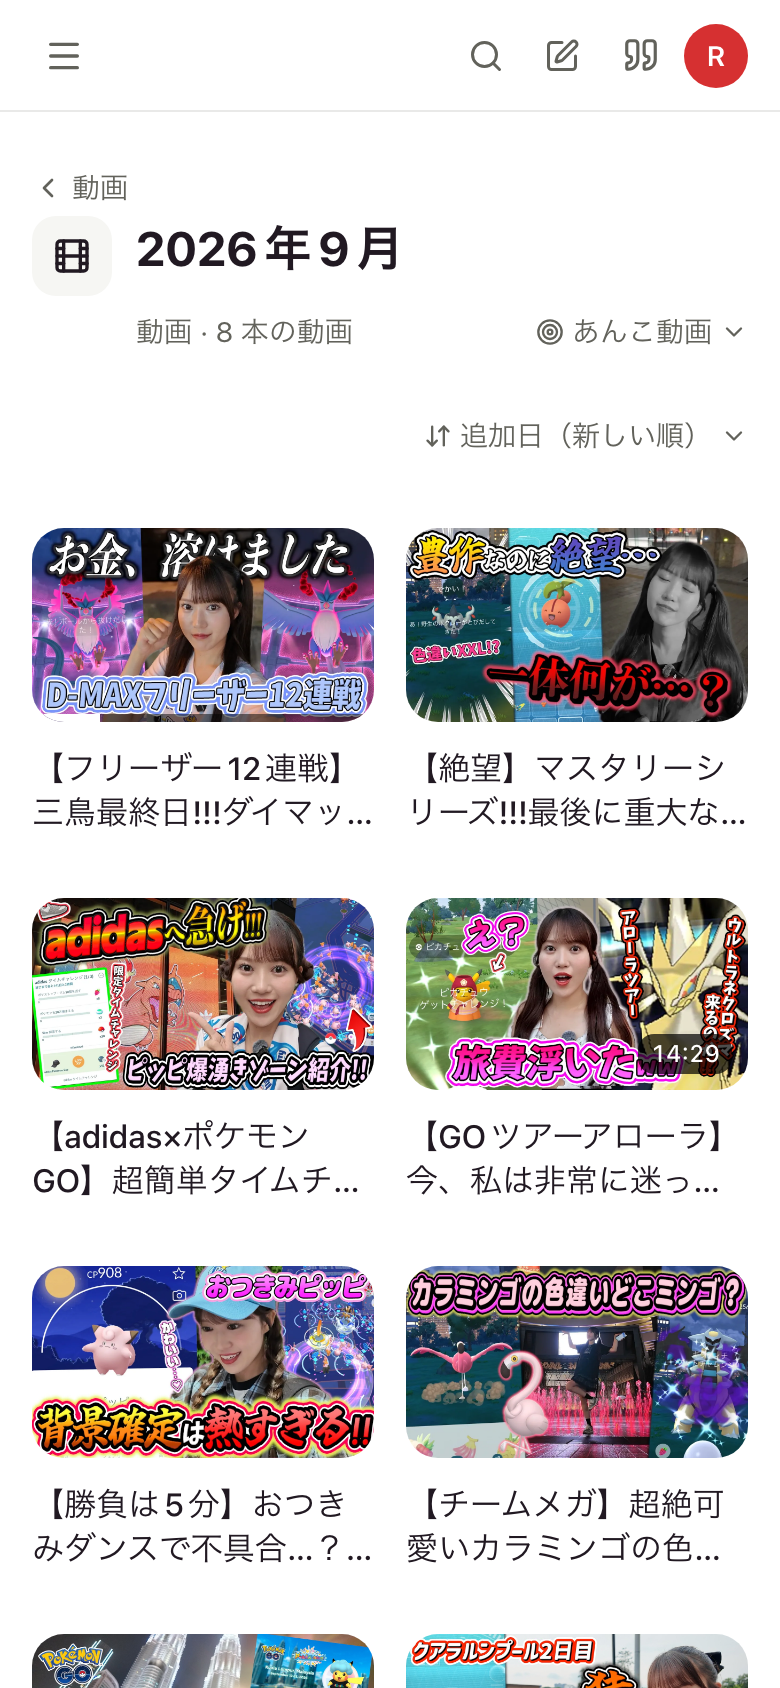 R
動画
2026年9月
動画 · 8 本の動画
あんこ動画
追加日（新しい順）
お金、溶けました
D-MAXフリーザー12連戦
【フリーザー12連戦】
三鳥最終日!!!ダイマッ...
豊作なのに絶望…
でかい！
色違いXXL!?
一体何が…？
【絶望】マスタリーシ
リーズ!!!最後に重大な...
adidasへ急げ!!!
限定タイムチャレンジ
ピッピ爆湧きゾーン紹介!!
【adidas×ポケモン
GO】超簡単タイムチ...
え？
ピカチュ
アローラツアー
ウルトラネクロズマ
旅費浮いたww
14:29
【GOツアーアローラ】
今、私は非常に迷っ...
CP908
おつきみピッピ
かわいい…♡
背景確定は熱すぎる!!
【勝負は5分】おつき
みダンスで不具合...？...
カラミンゴの色違いどこミンゴ？
【チームメガ】超絶可
愛いカラミンゴの色...
Pokémon GO
クアラルンプール2日目